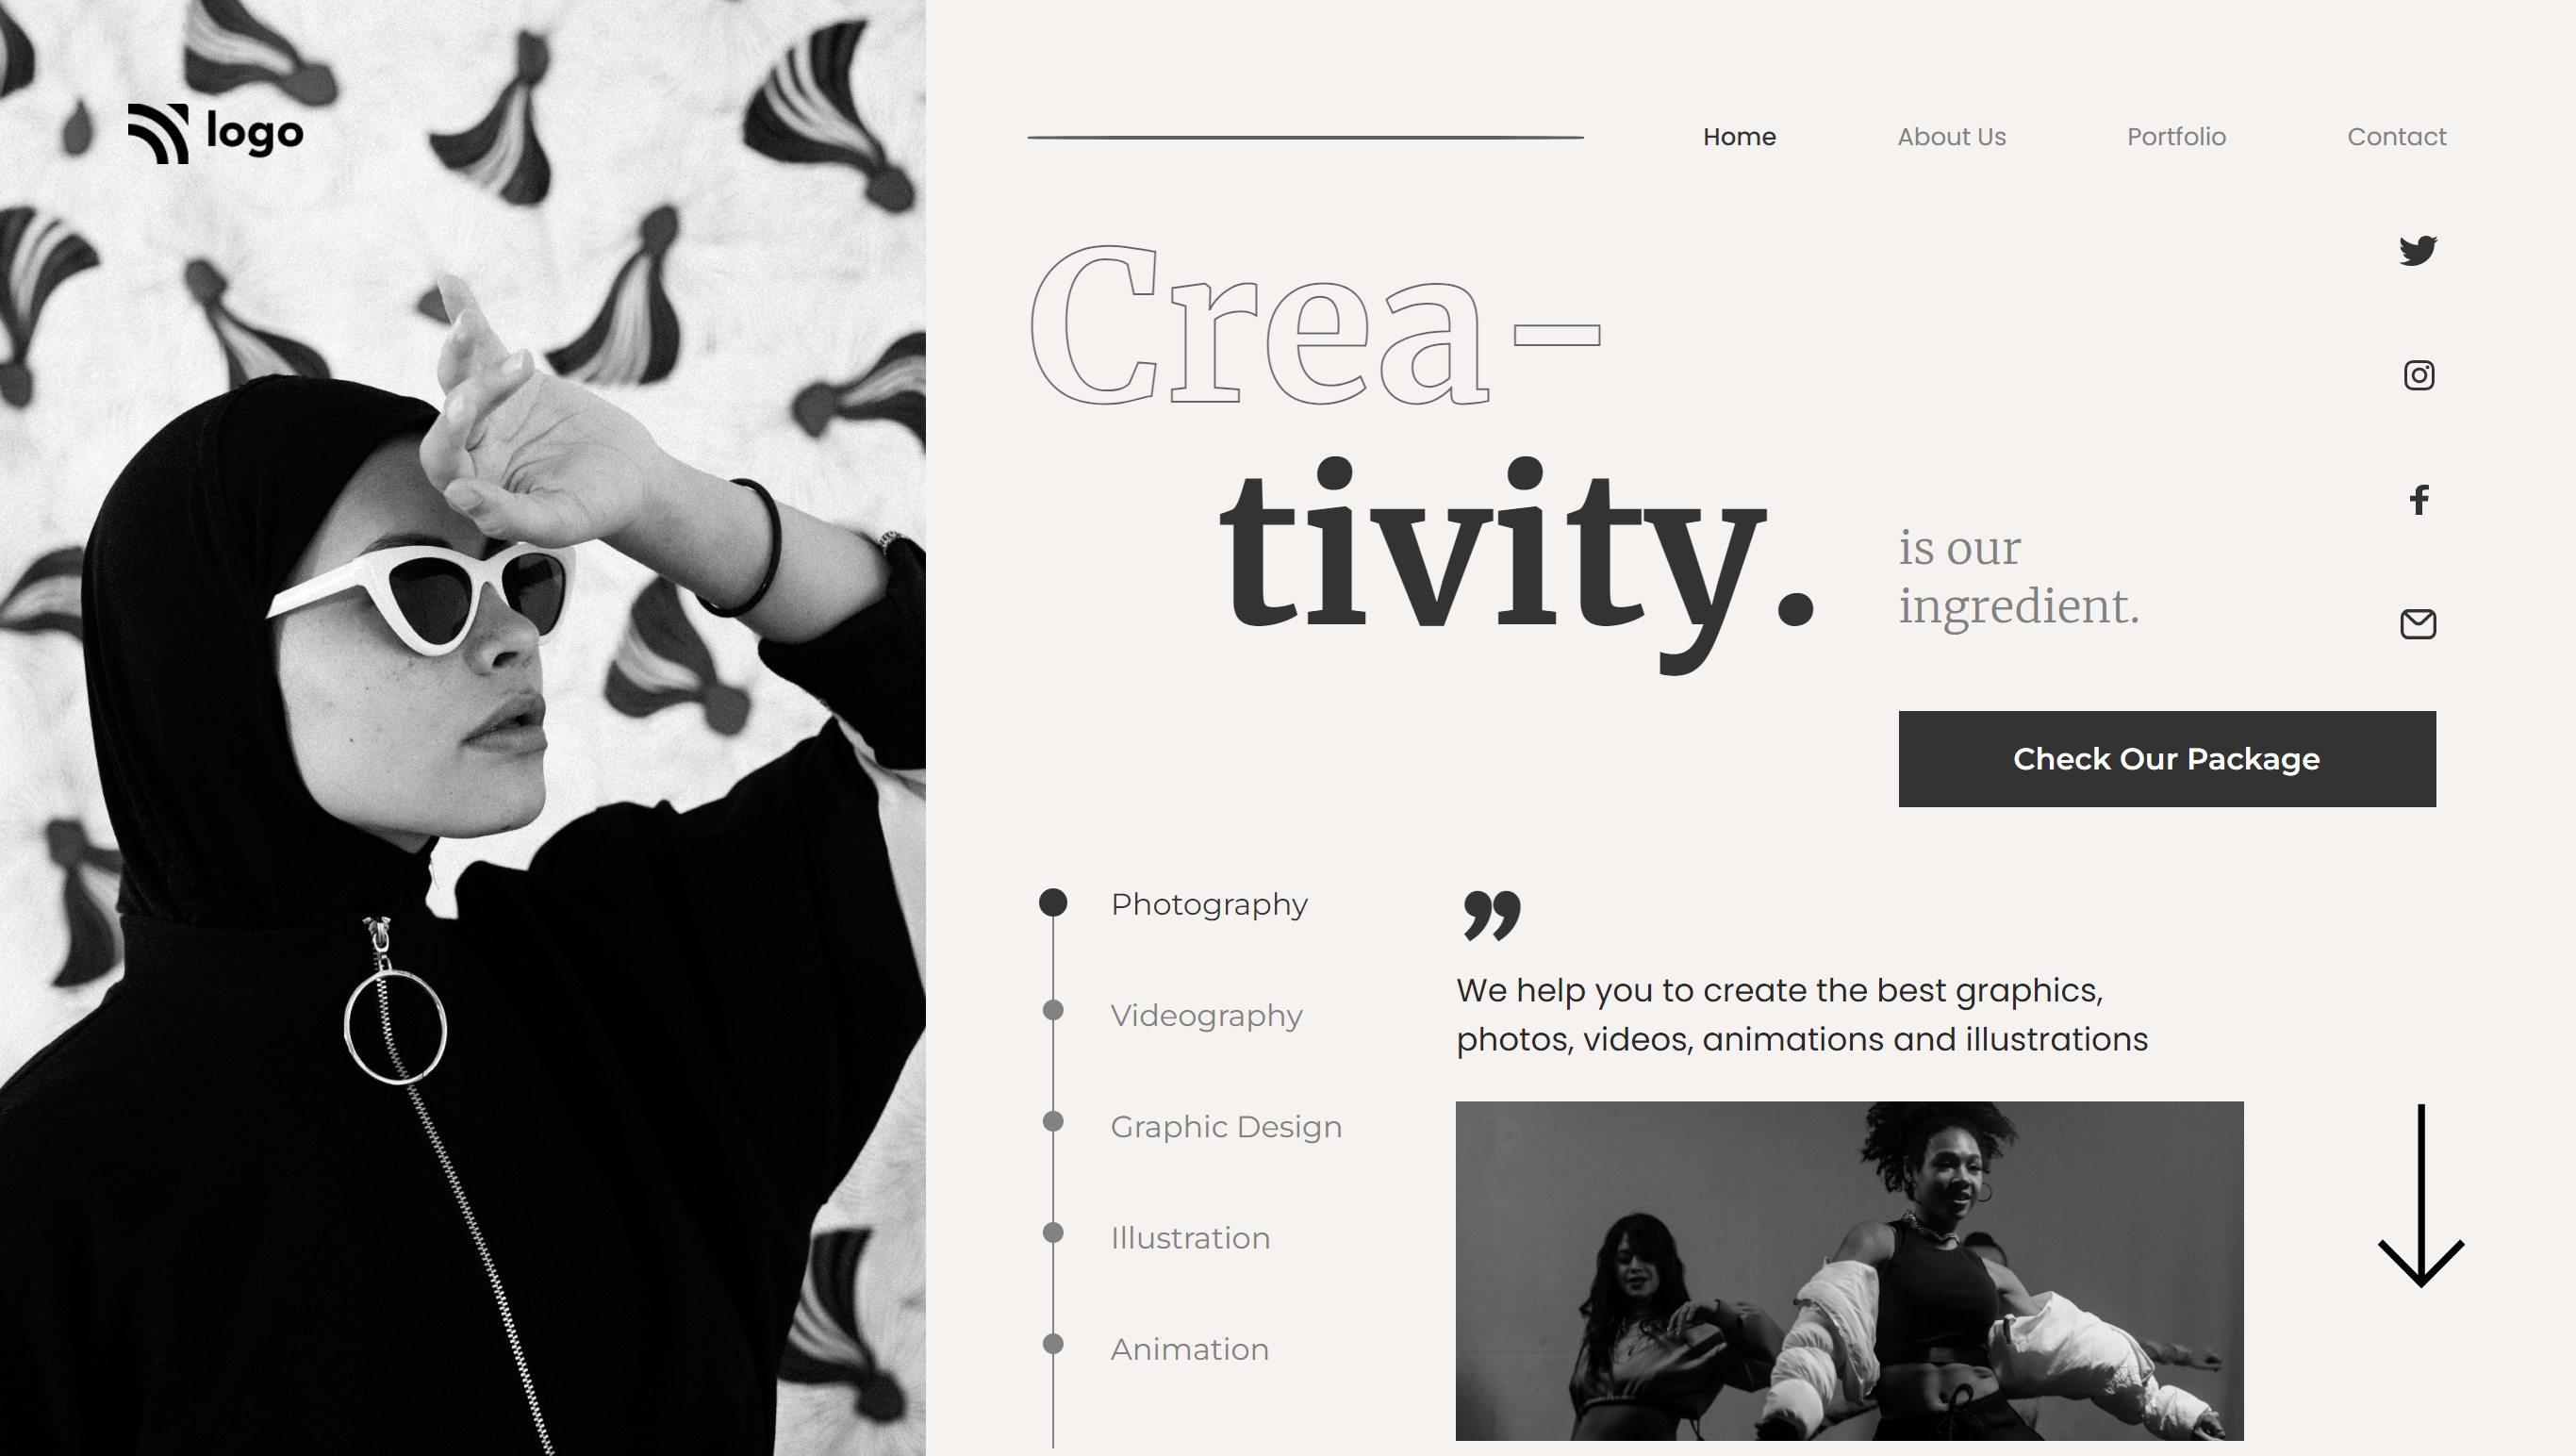 logo
Home About Us Portfolio Contact
Crea-
tivity.
is our
ingredient.
Check Our Package
Photography
Videography
Graphic Design
Illustration
Animation
”
We help you to create the best graphics,
photos, videos, animations and illustrations